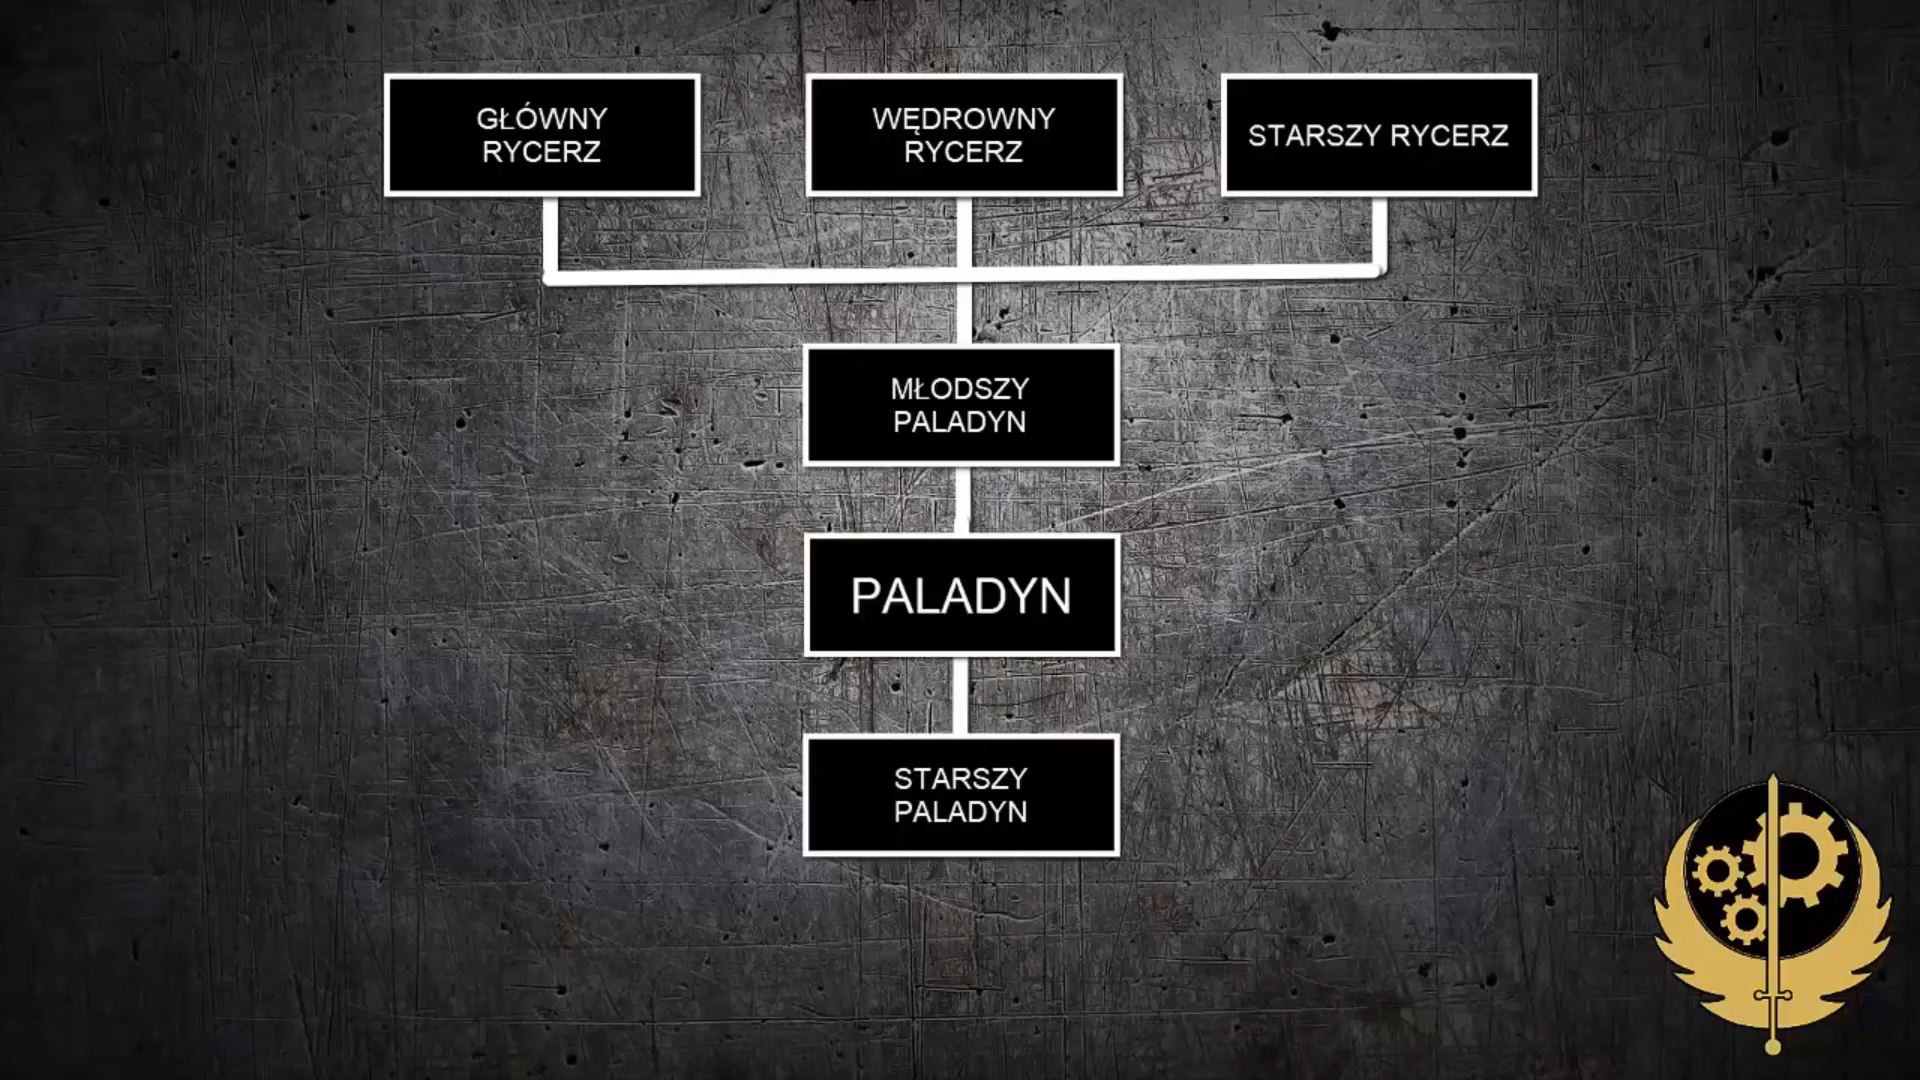 GŁÓWNY
RYCERZ
WĘDROWNY
RYCERZ
STARSZY RYCERZ
MŁODSZY
PALADYN
PALADYN
STARSZY
PALADYN